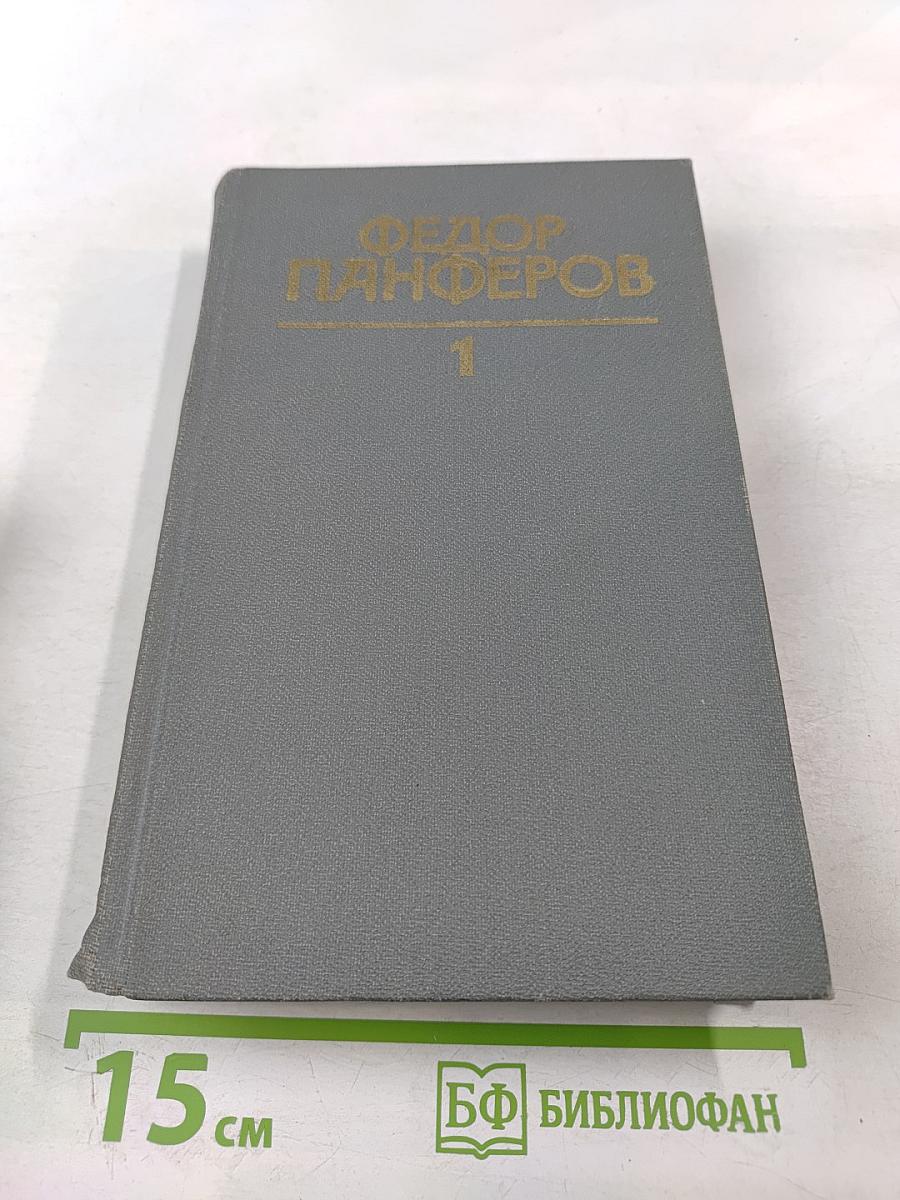 ФЕДОР
ПАНФЕРОВ
1
15 см
БФ БИБЛИОФАН